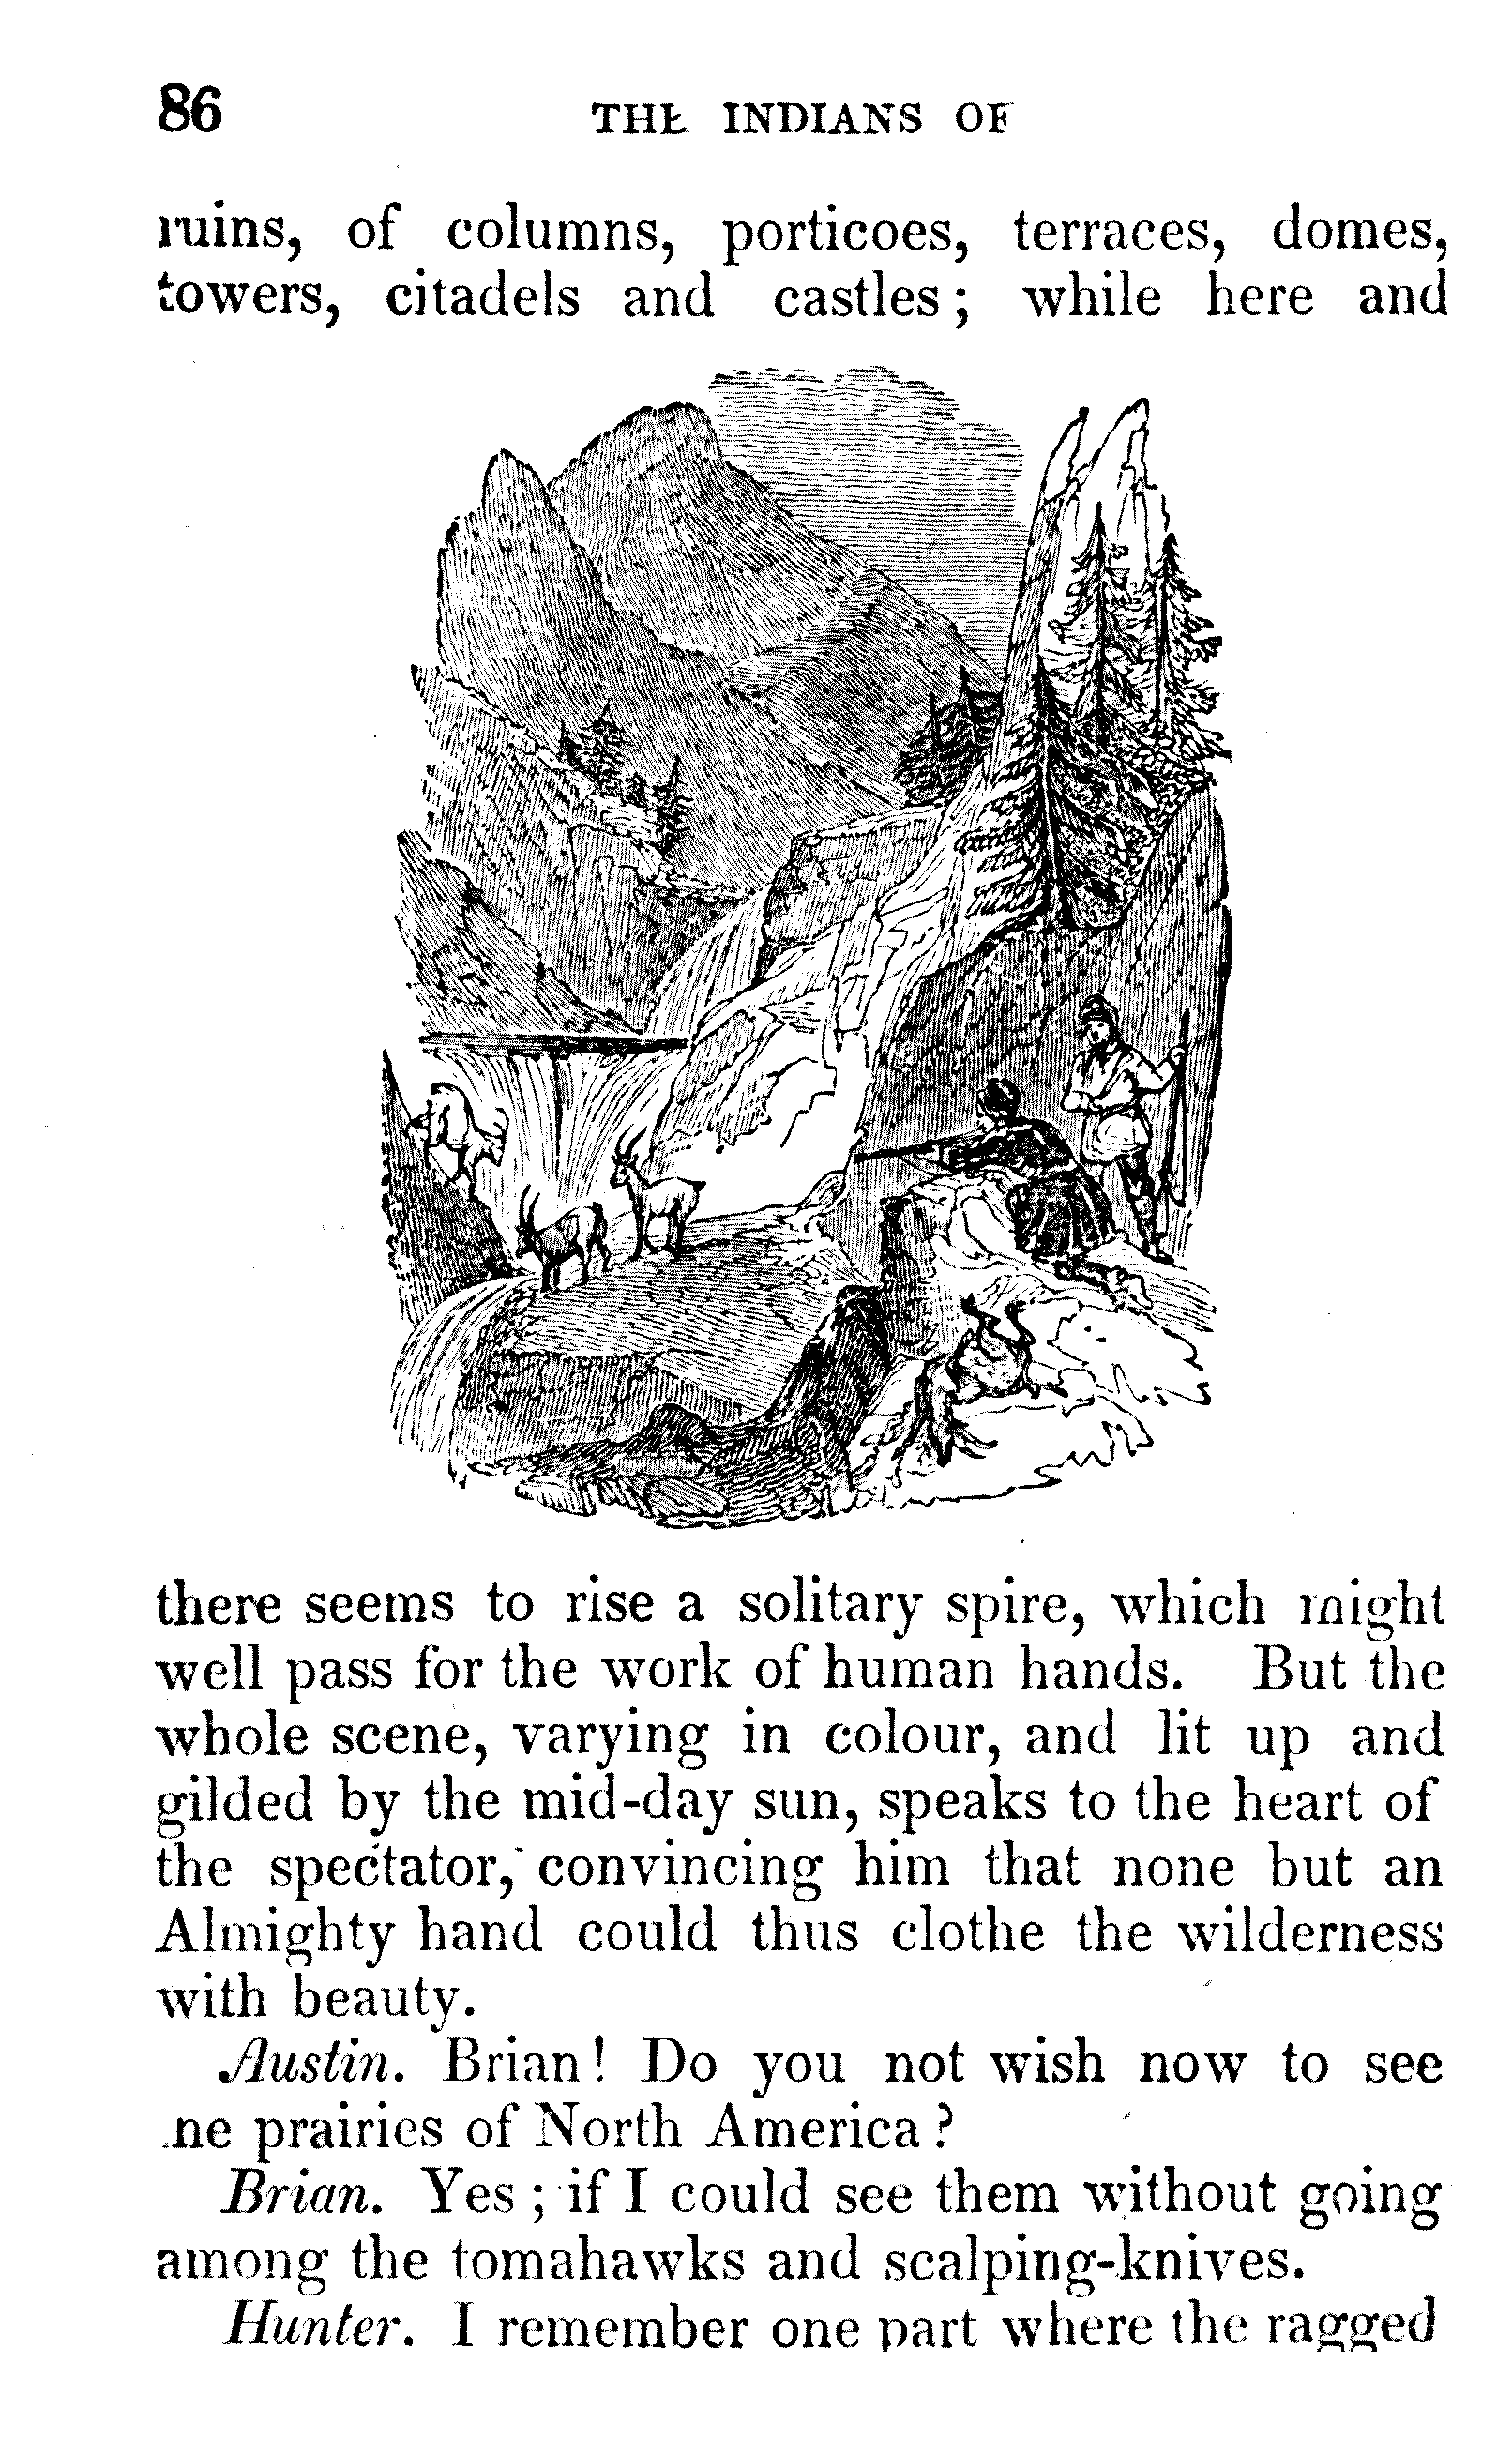 86 THE INDIANS OF
ruins, of columns, porticoes, terraces, domes,
towers, citadels and castles; while here and
there seems to rise a solitary spire, which might
well pass for the work of human hands. But the
whole scene, varying in colour, and lit up and
gilded by the mid-day sun, speaks to the heart of
the spectator, convincing him that none but an
Almighty hand could thus clothe the wilderness
with beauty.
Austin. Brian! Do you not wish now to see
ne prairies of North America?
Brian. Yes; if I could see them without going
among the tomahawks and scalping-knives.
Hunter. I remember one part where the ragged